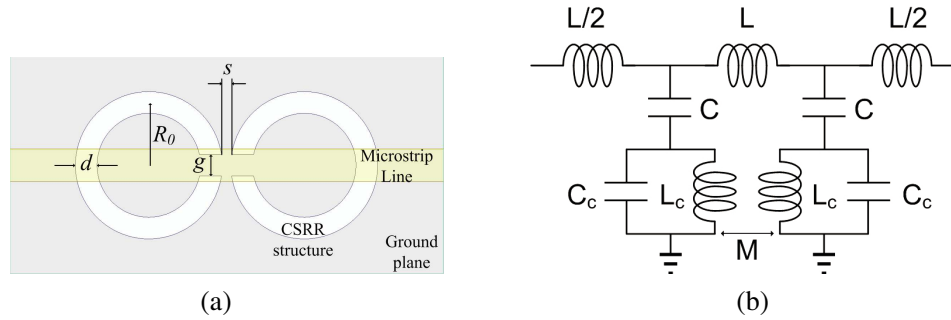 s
R0
d
g
Microstrip
Line
CSRR
structure
Ground
plane
(a)
L/2
L
L/2
C
C
Cc
Lc
Lc
Cc
M
(b)